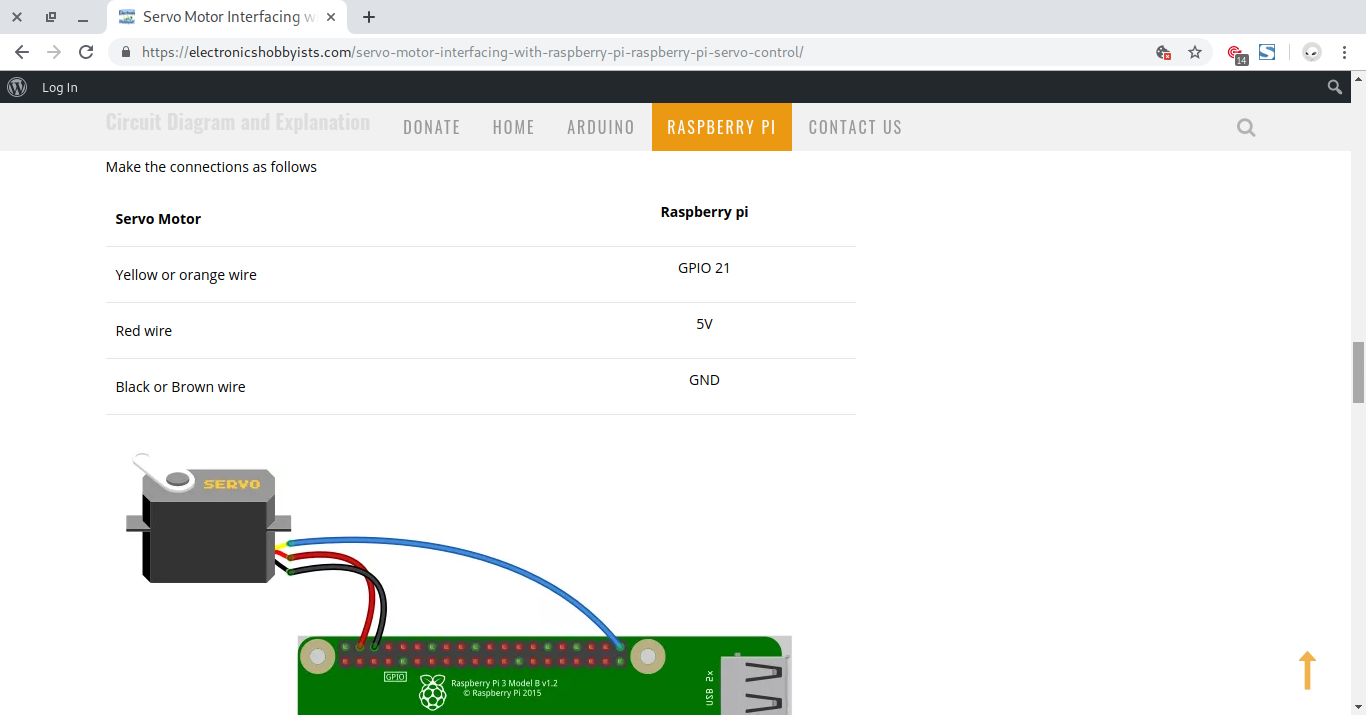 Servo Motor Interfacing w
https://electronicshobbyists.com/servo-motor-interfacing-with-raspberry-pi-raspberry-pi-servo-control/
14
Log In
Circuit Diagram and Explanation
DONATE HOME ARDUINO RASPBERRY PI CONTACT US
Make the connections as follows
Servo Motor Raspberry pi
Yellow or orange wire GPIO 21
Red wire 5V
Black or Brown wire GND
SERVO
GPIO
Raspberry Pi 3 Model B v1.2
© Raspberry Pi 2015
USB 2x